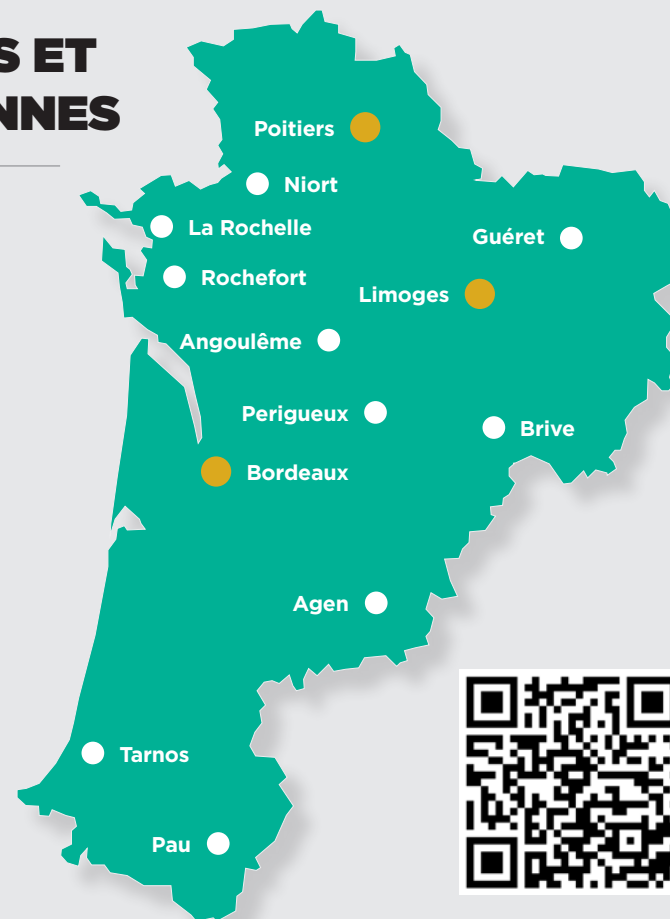 S ET
NNES
Poitiers
Niort
La Rochelle
Guéret
Rochefort
Limoges
Angoulême
Perigueux
Brive
Bordeaux
Agen
Tarnos
Pau